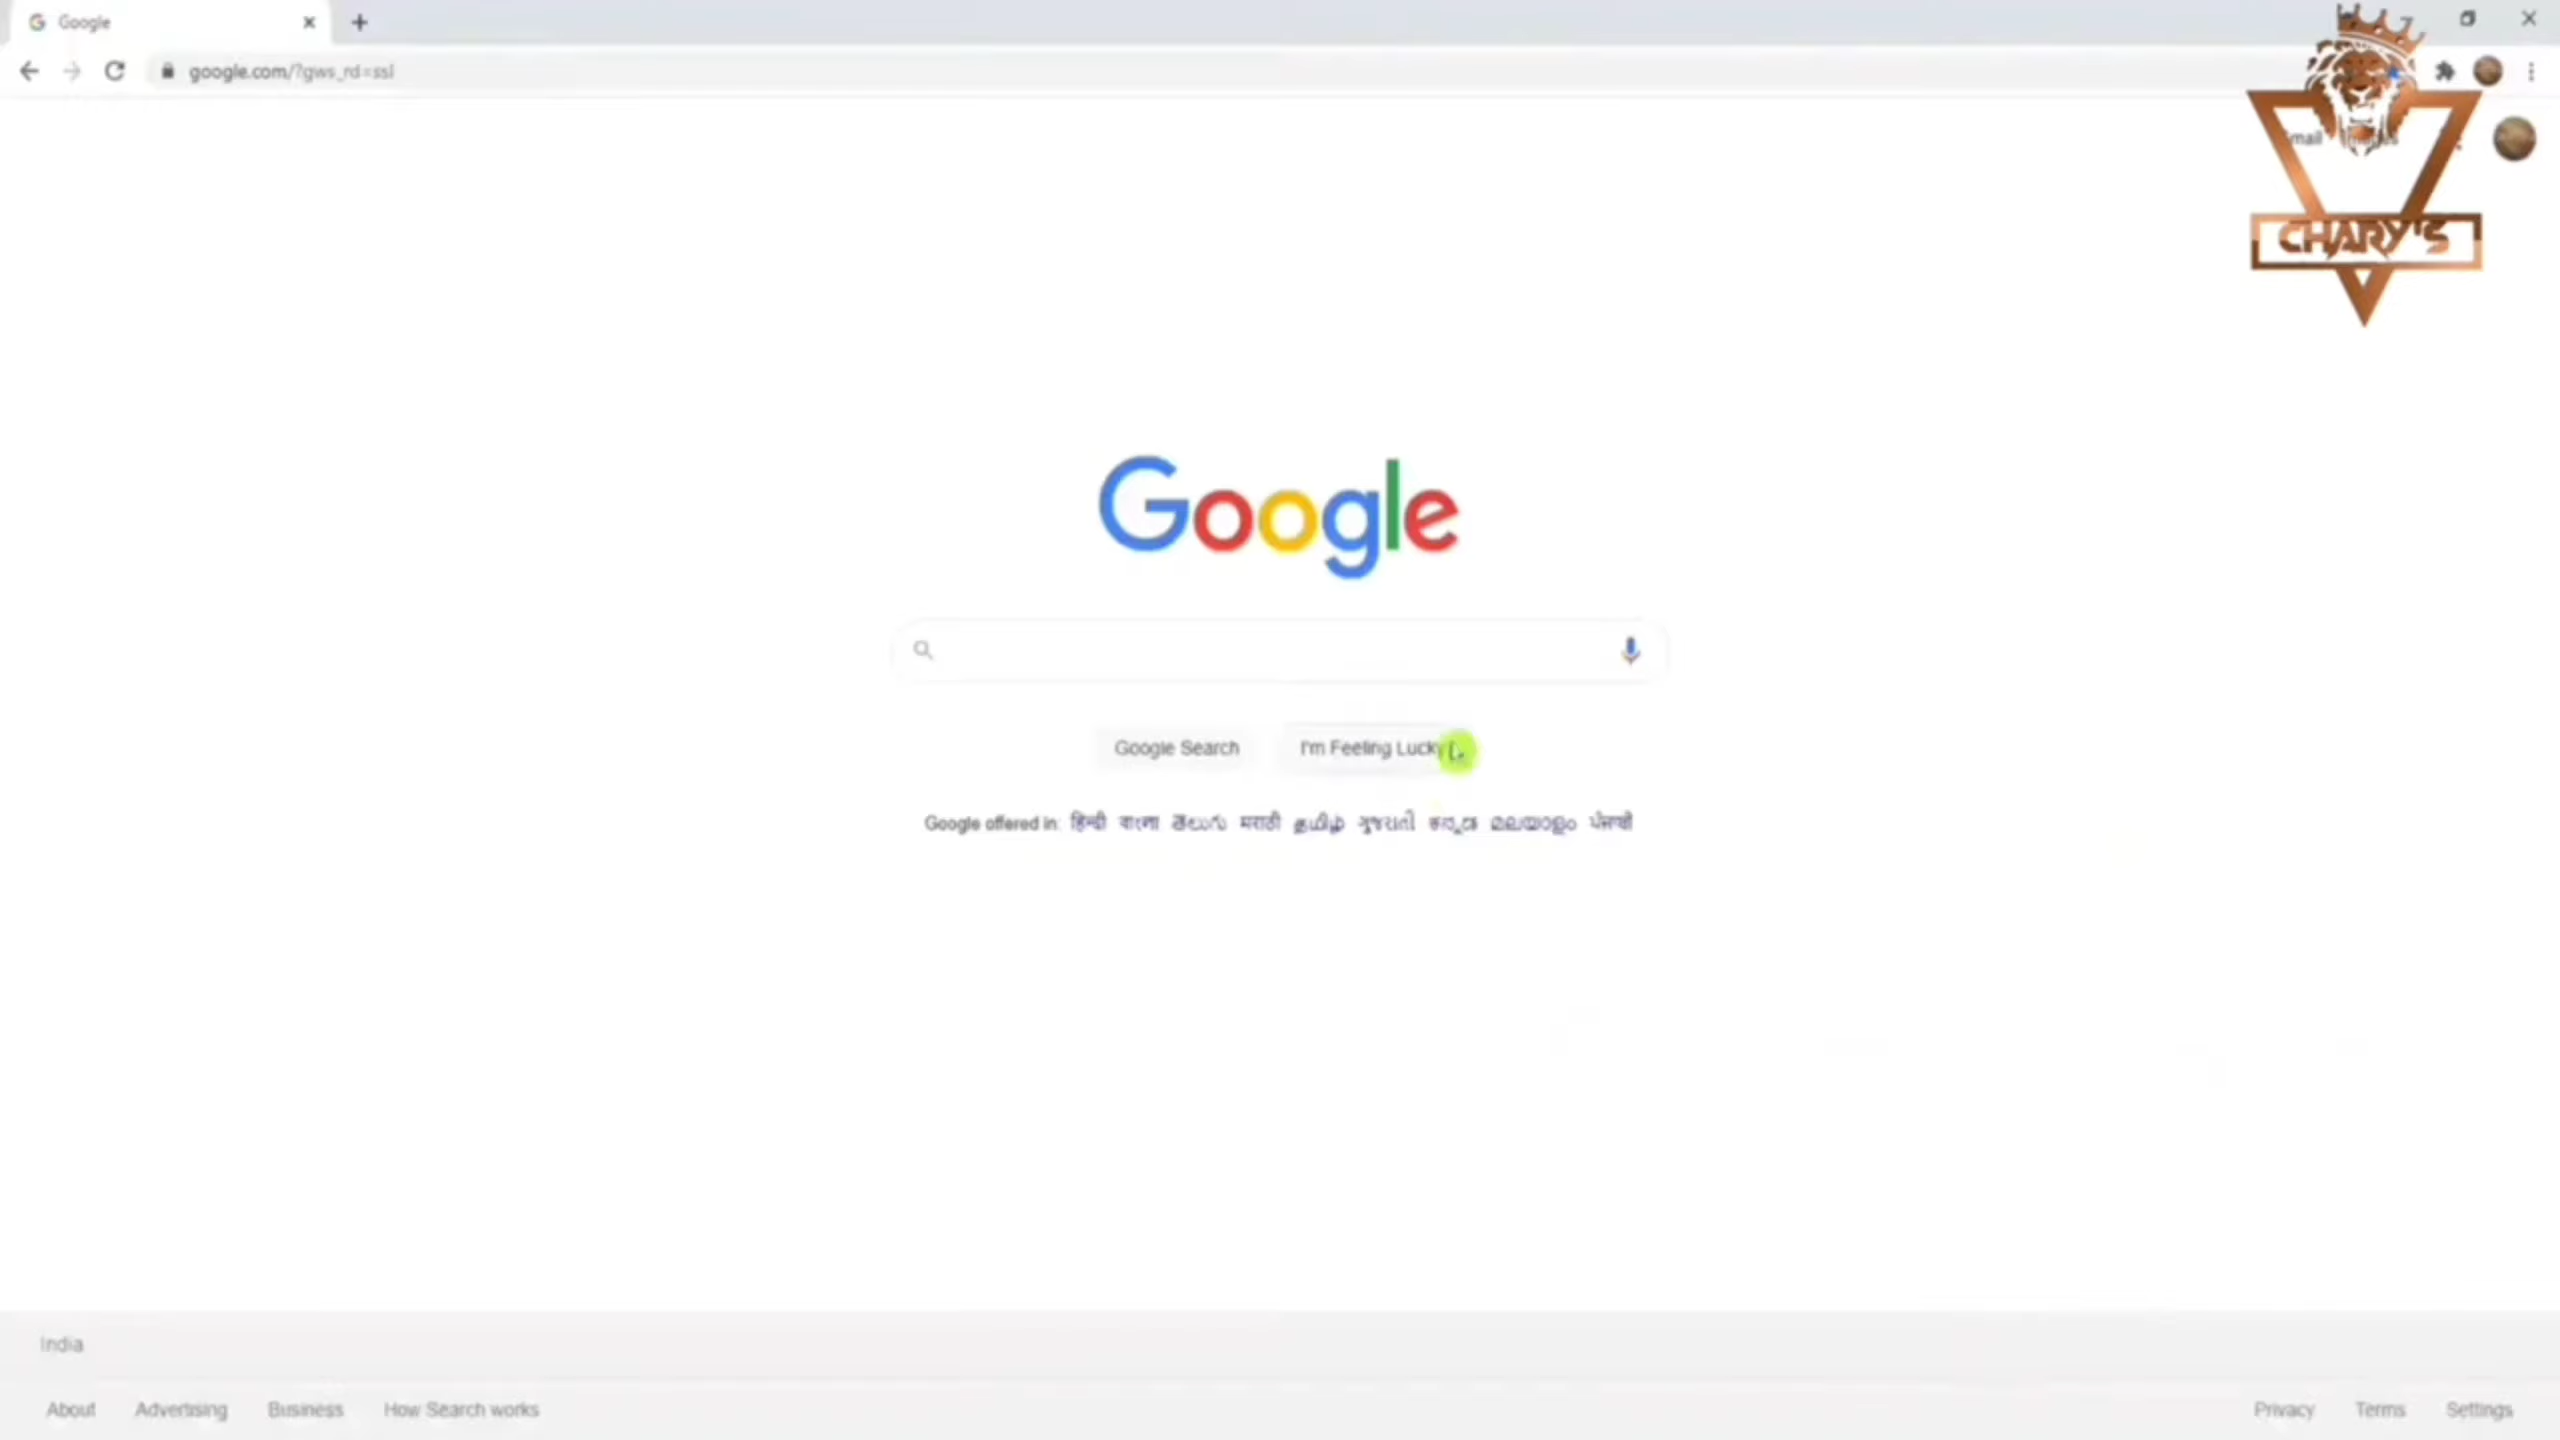 Google
google.com/?gws_rd=ssl
CHARY'S
Google
Google Search I'm Feeling Lucky
Google offered in: हिन्दी বাংলা తెలుగు मराठी தமிழ் ગુજરાતી ಕನ್ನಡ മലയാളം ਪੰਜਾਬੀ
India
About Advertising Business How Search works
Privacy Terms Settings